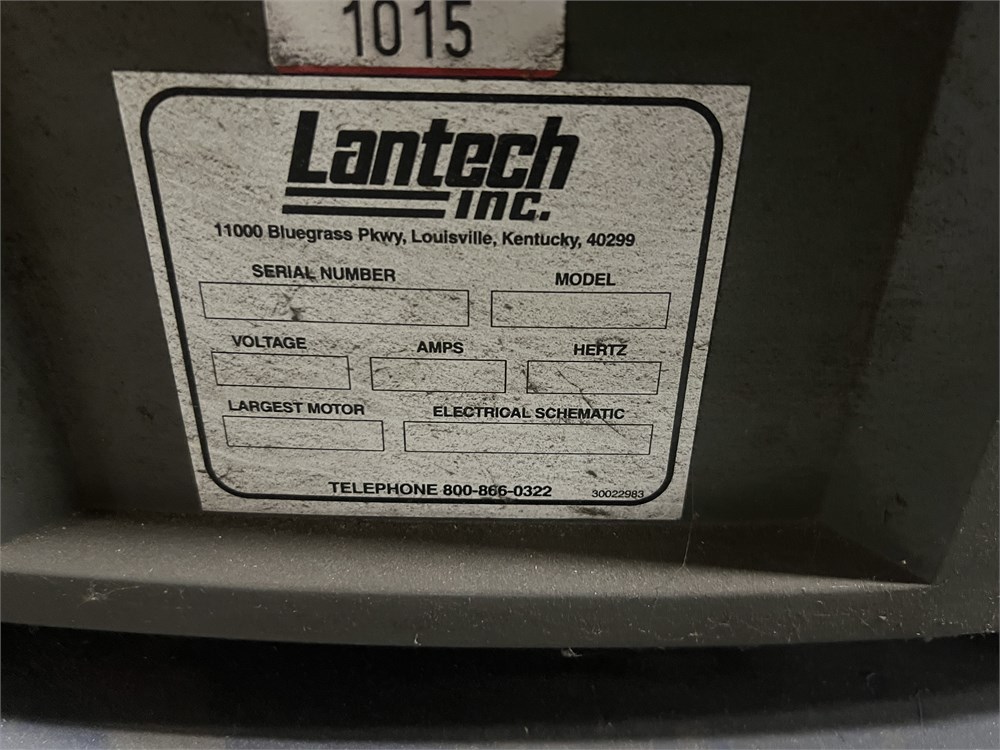 1015
Lantech
inc.
11000 Bluegrass Pkwy, Louisville, Kentucky, 40299
SERIAL NUMBER MODEL
VOLTAGE AMPS HERTZ
LARGEST MOTOR ELECTRICAL SCHEMATIC
TELEPHONE 800-866-0322 30022983